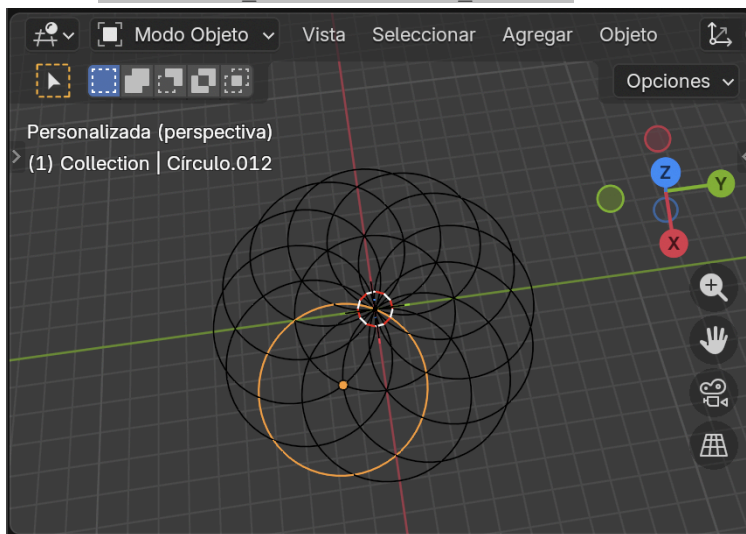 Modo Objeto Vista Seleccionar Agregar Objeto
Opciones
Personalizada (perspectiva)
(1) Collection | Círculo.012
Z
Y
X